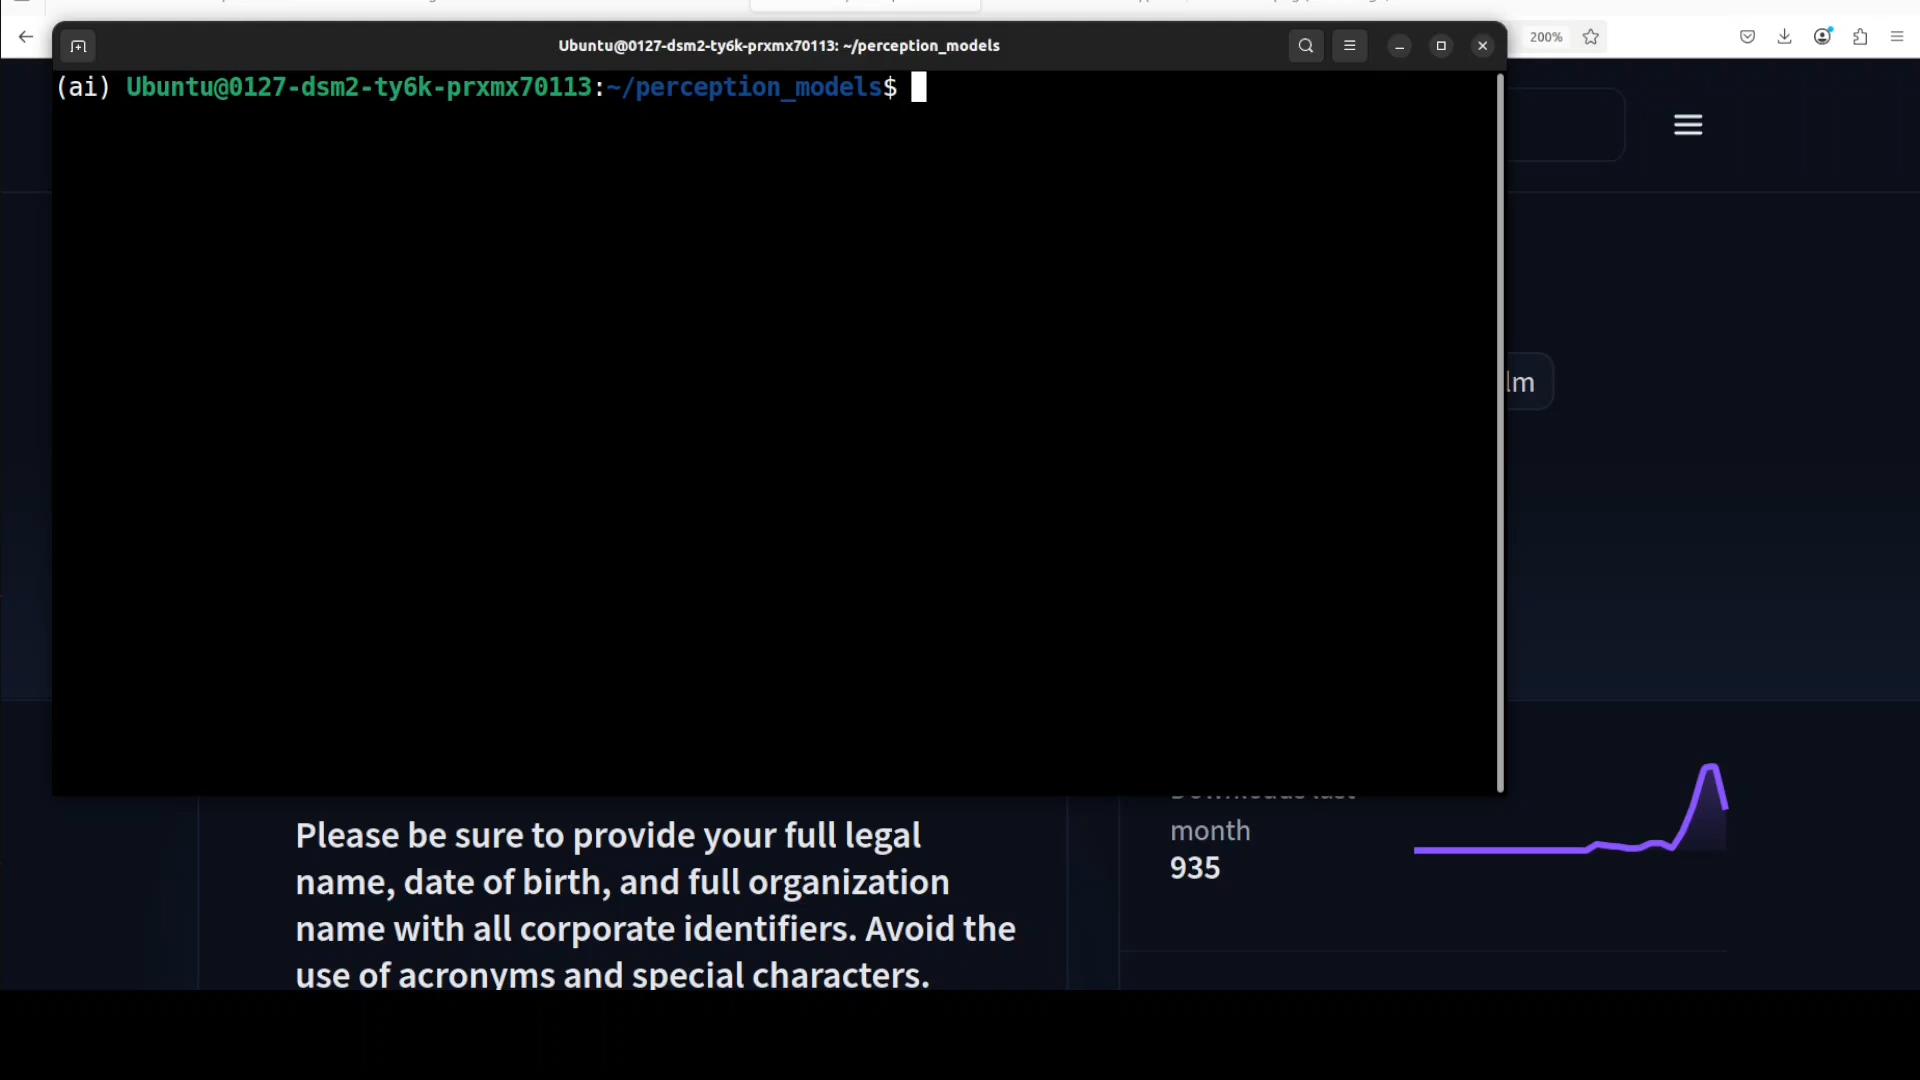 Ubuntu@0127-dsm2-ty6k-prxmx70113: ~/perception_models
200%
(ai) Ubuntu@0127-dsm2-ty6k-prxmx70113:~/perception_models$
lm
month
935
Please be sure to provide your full legal
name, date of birth, and full organization
name with all corporate identifiers. Avoid the
use of acronyms and special characters.